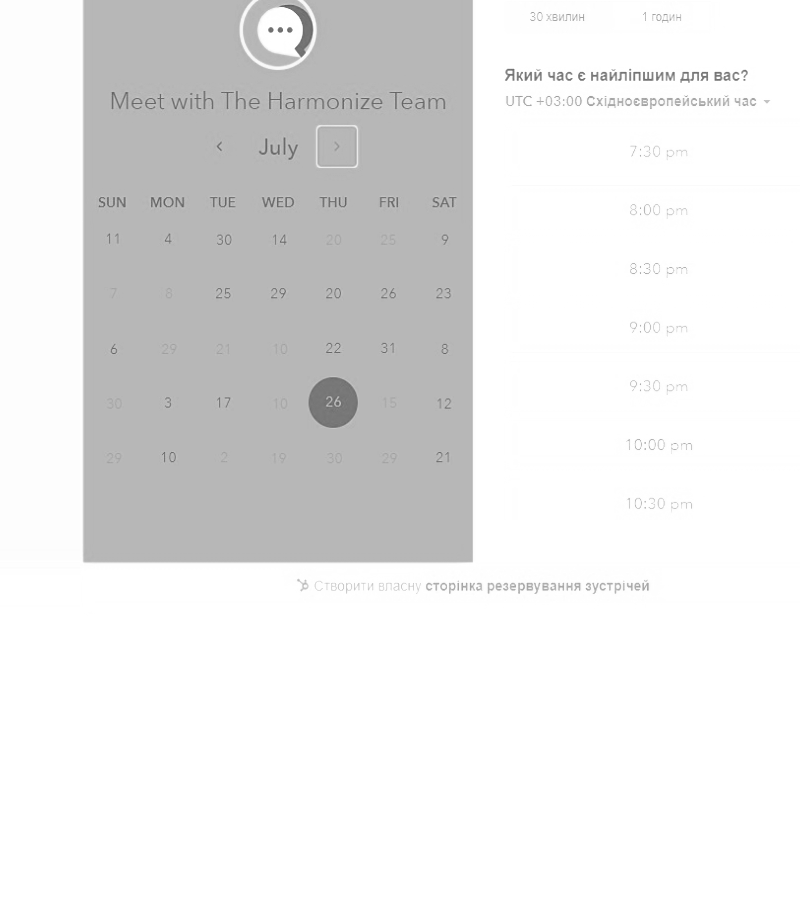 30 хвилин 1 годин
Який час є найліпшим для вас?
UTC +03:00 Східноєвропейський час
Meet with The Harmonize Team
July
SUN MON TUE WED THU FRI SAT
11 4 30 14 20 25 9
7 8 25 29 20 26 23
6 29 21 10 22 31 8
30 3 17 10 26 15 12
29 10 2 19 30 29 21
7:30 pm
8:00 pm
8:30 pm
9:00 pm
9:30 pm
10:00 pm
10:30 pm
Створити власну сторінка резервування зустрічей